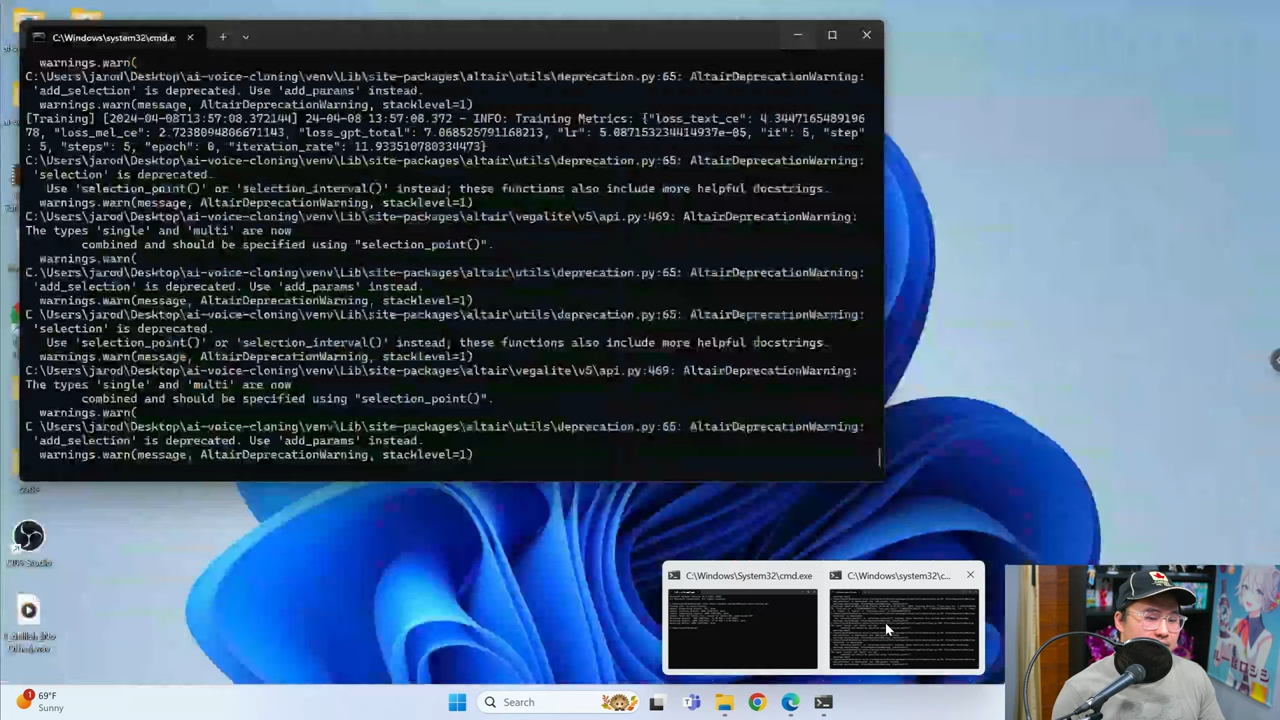 C:\Windows\system32\cmd.e
warnings.warn(
C:\Users\jarod\Desktop\ai-voice-cloning\venv\Lib\site-packages\altair\utils\deprecation.py:65: AltairDeprecationWarning:
'add_selection' is deprecated. Use 'add_params' instead.
warnings.warn(message, AltairDeprecationWarning, stacklevel=1)
[Training] [2024-04-08T13:57:08.372144] 24-04-08 13:57:08.372 - INFO: Training Metrics: {"loss_text_ce": 4.3447165489196
78, "loss_mel_ce": 2.7238094806671143, "loss_gpt_total": 7.068525791168213, "lr": 5.087153234414937e-05, "it": 5, "step"
: 5, "steps": 5, "epoch": 0, "iteration_rate": 11.933510780334473}
C:\Users\jarod\Desktop\ai-voice-cloning\venv\Lib\site-packages\altair\utils\deprecation.py:65: AltairDeprecationWarning:
'selection' is deprecated.
Use 'selection_point()' or 'selection_interval()' instead; these functions also include more helpful docstrings.
warnings.warn(message, AltairDeprecationWarning, stacklevel=1)
C:\Users\jarod\Desktop\ai-voice-cloning\venv\Lib\site-packages\altair\vegalite\v5\api.py:469: AltairDeprecationWarning:
The types 'single' and 'multi' are now
combined and should be specified using "selection_point()".
warnings.warn(
C:\Users\jarod\Desktop\ai-voice-cloning\venv\Lib\site-packages\altair\utils\deprecation.py:65: AltairDeprecationWarning:
'add_selection' is deprecated. Use 'add_params' instead.
warnings.warn(message, AltairDeprecationWarning, stacklevel=1)
C:\Users\jarod\Desktop\ai-voice-cloning\venv\Lib\site-packages\altair\utils\deprecation.py:65: AltairDeprecationWarning:
'selection' is deprecated.
Use 'selection_point()' or 'selection_interval()' instead; these functions also include more helpful docstrings.
warnings.warn(message, AltairDeprecationWarning, stacklevel=1)
C:\Users\jarod\Desktop\ai-voice-cloning\venv\Lib\site-packages\altair\vegalite\v5\api.py:469: AltairDeprecationWarning:
The types 'single' and 'multi' are now
combined and should be specified using "selection_point()".
warnings.warn(
C:\Users\jarod\Desktop\ai-voice-cloning\venv\Lib\site-packages\altair\utils\deprecation.py:65: AltairDeprecationWarning:
'add_selection' is deprecated. Use 'add_params' instead.
warnings.warn(message, AltairDeprecationWarning, stacklevel=1)
OBS Studio
C:\Windows\System32\cmd.exe
C:\Windows\system32\c...
1
69°F
Sunny
Search